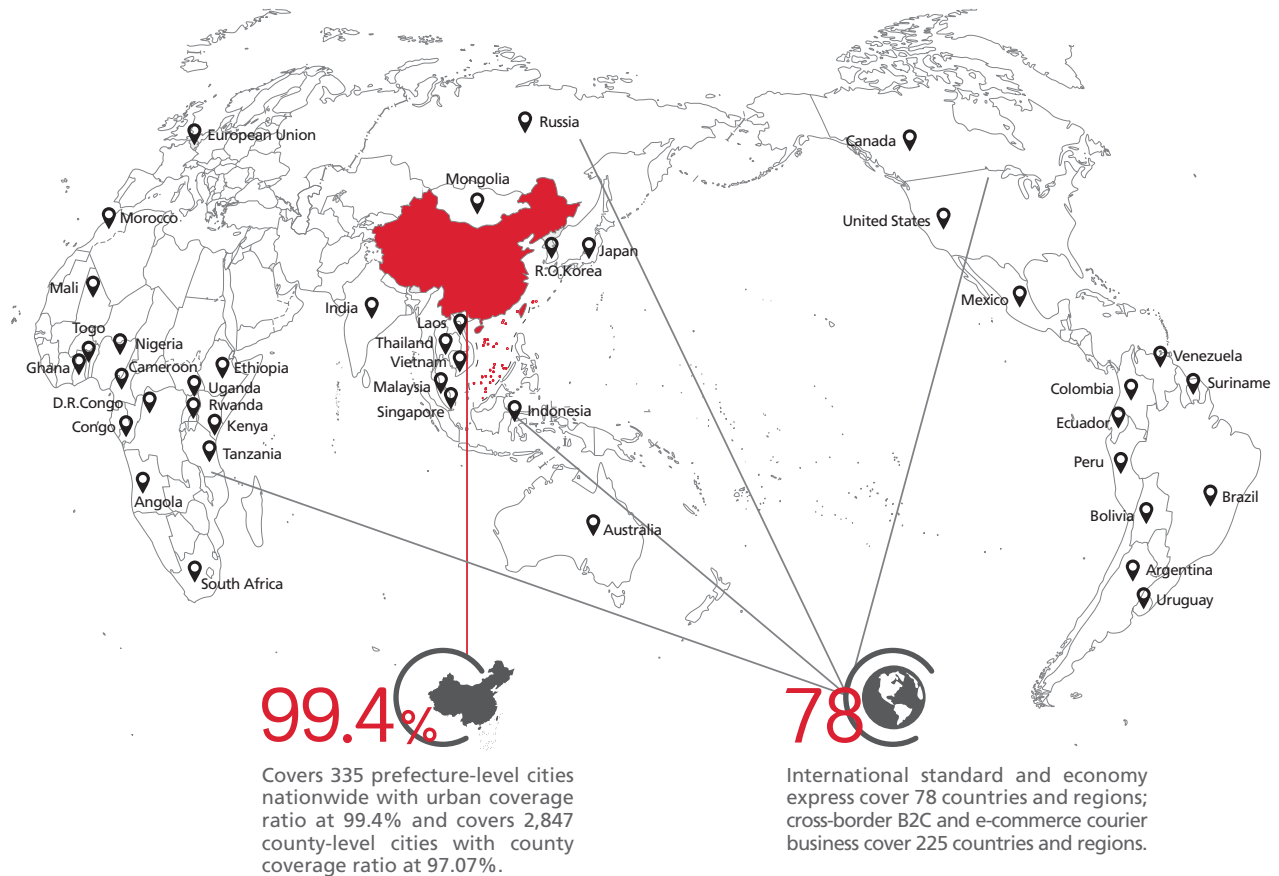 Russia
European Union
Canada
Mongolia
Morocco
United States
Japan
R.O.Korea
Mali
India
Mexico
Laos
Togo
Nigeria
Thailand
Venezuela
Ghana
Cameroon
Ethiopia
Vietnam
Uganda
Malaysia
Colombia
Suriname
D.R.Congo
Rwanda
Singapore
Indonesia
Congo
Kenya
Ecuador
Tanzania
Peru
Angola
Brazil
Bolivia
Australia
South Africa
Argentina
Uruguay
99.4%
Covers 335 prefecture-level cities
nationwide with urban coverage
ratio at 99.4% and covers 2,847
county-level cities with county
coverage ratio at 97.07%.
78
International standard and economy
express cover 78 countries and regions;
cross-border B2C and e-commerce courier
business cover 225 countries and regions.